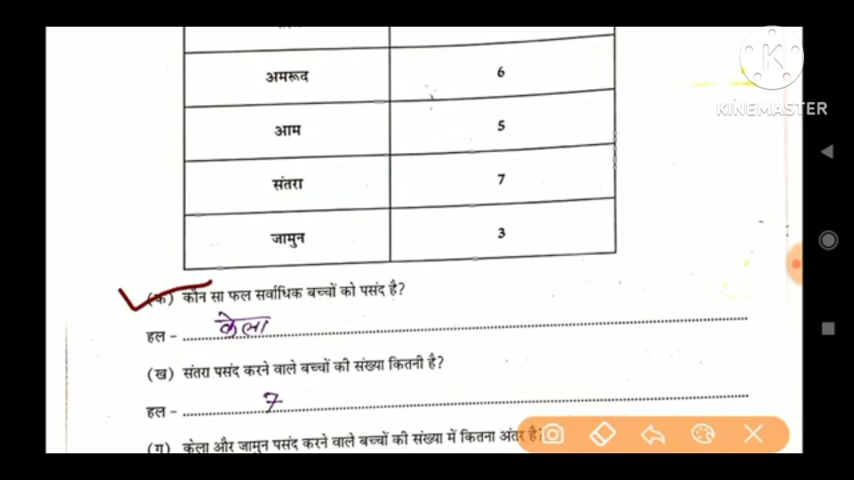 अमरूद 6
आम 5
संतरा 7
जामुन 3
KINEMASTER
(क) कौन सा फल सर्वाधिक बच्चों को पसंद है?
हल - केला
(ख) संतरा पसंद करने वाले बच्चों की संख्या कितनी है?
हल - 7
(ग) केला और जामुन पसंद करने वाले बच्चों की संख्या में कितना अंतर है?